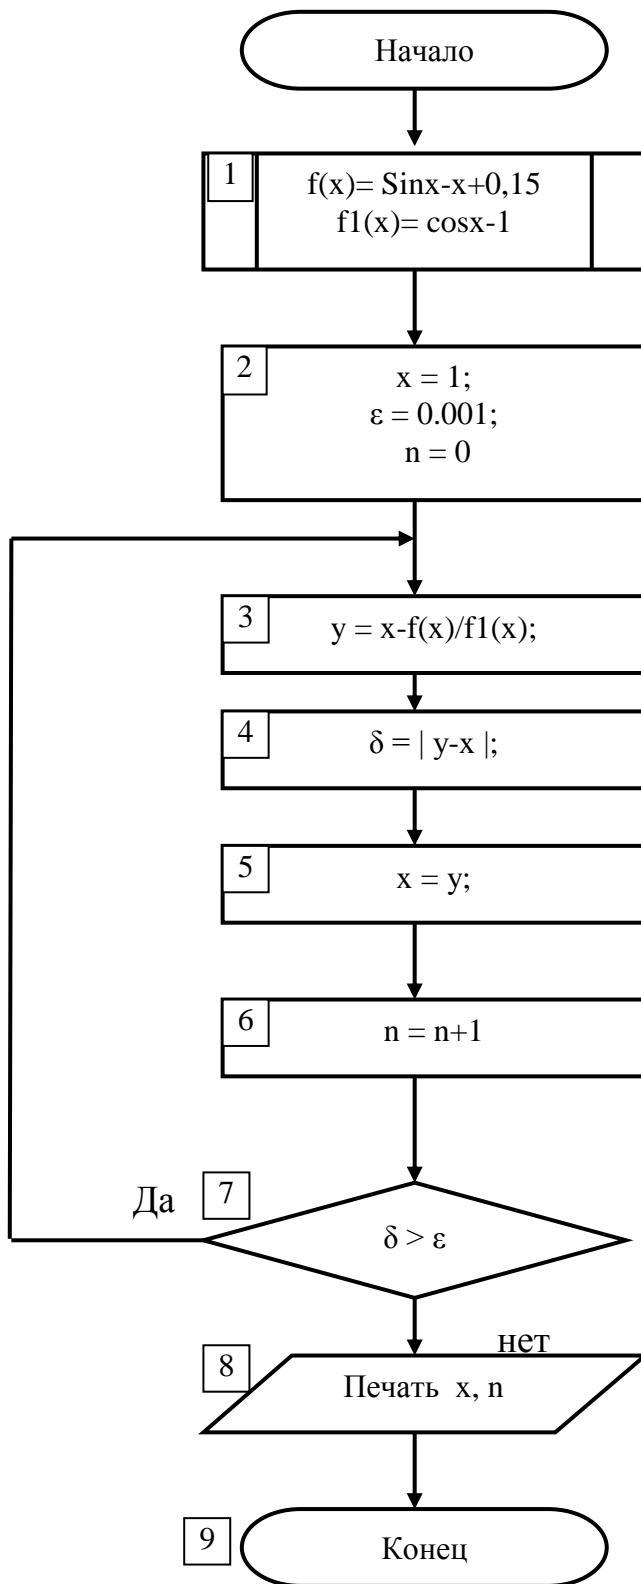 Начало
1
f(x)= Sinx-x+0,15
f1(x)= cosx-1
2
x = 1;
ε = 0.001;
n = 0
3
y = x-f(x)/f1(x);
4
δ = | y-x |;
5
x = y;
6
n = n+1
Да
7
δ > ε
нет
8
Печать x, n
9
Конец